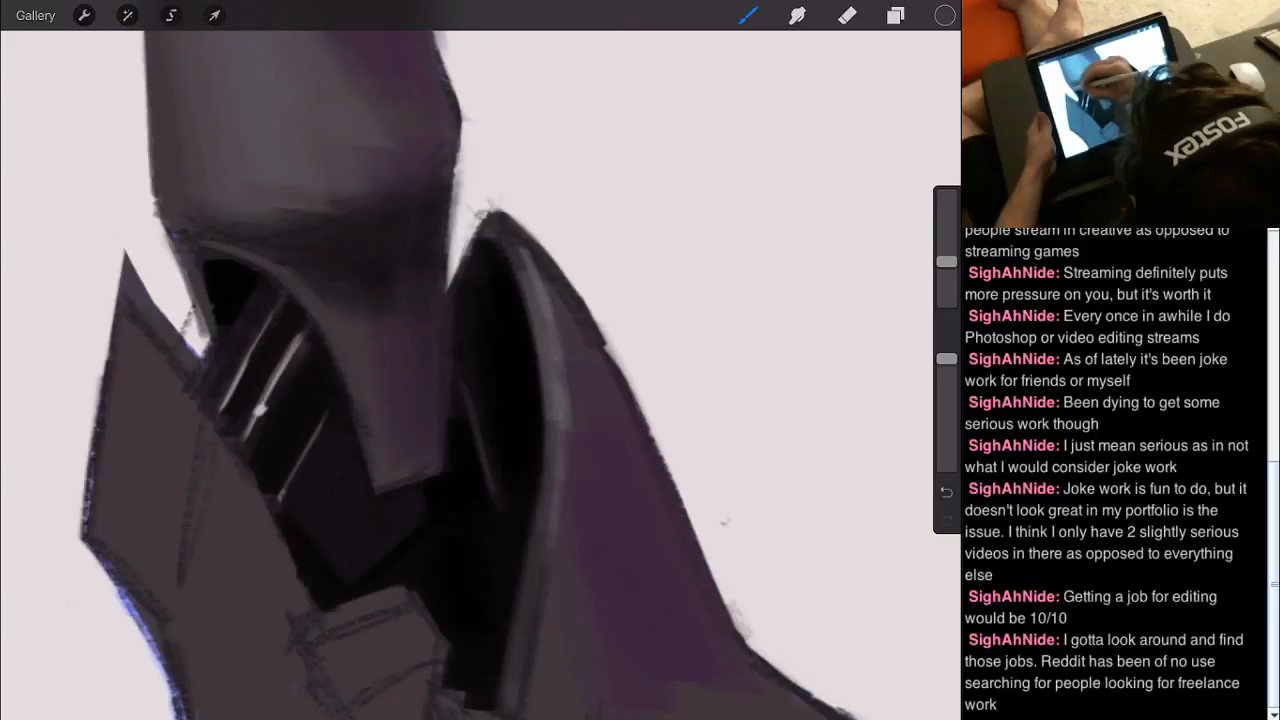 Gallery
FOSTEX
people stream in creative as opposed to
streaming games
SighAhNide: Streaming definitely puts
more pressure on you, but it's worth it
SighAhNide: Every once in awhile I do
Photoshop or video editing streams
SighAhNide: As of lately it's been joke
work for friends or myself
SighAhNide: Been dying to get some
serious work though
SighAhNide: I just mean serious as in not
what I would consider joke work
SighAhNide: Joke work is fun to do, but it
doesn't look great in my portfolio is the
issue. I think I only have 2 slightly serious
videos in there as opposed to everything
else
SighAhNide: Getting a job for editing
would be 10/10
SighAhNide: I gotta look around and find
those jobs. Reddit has been of no use
searching for people looking for freelance
work